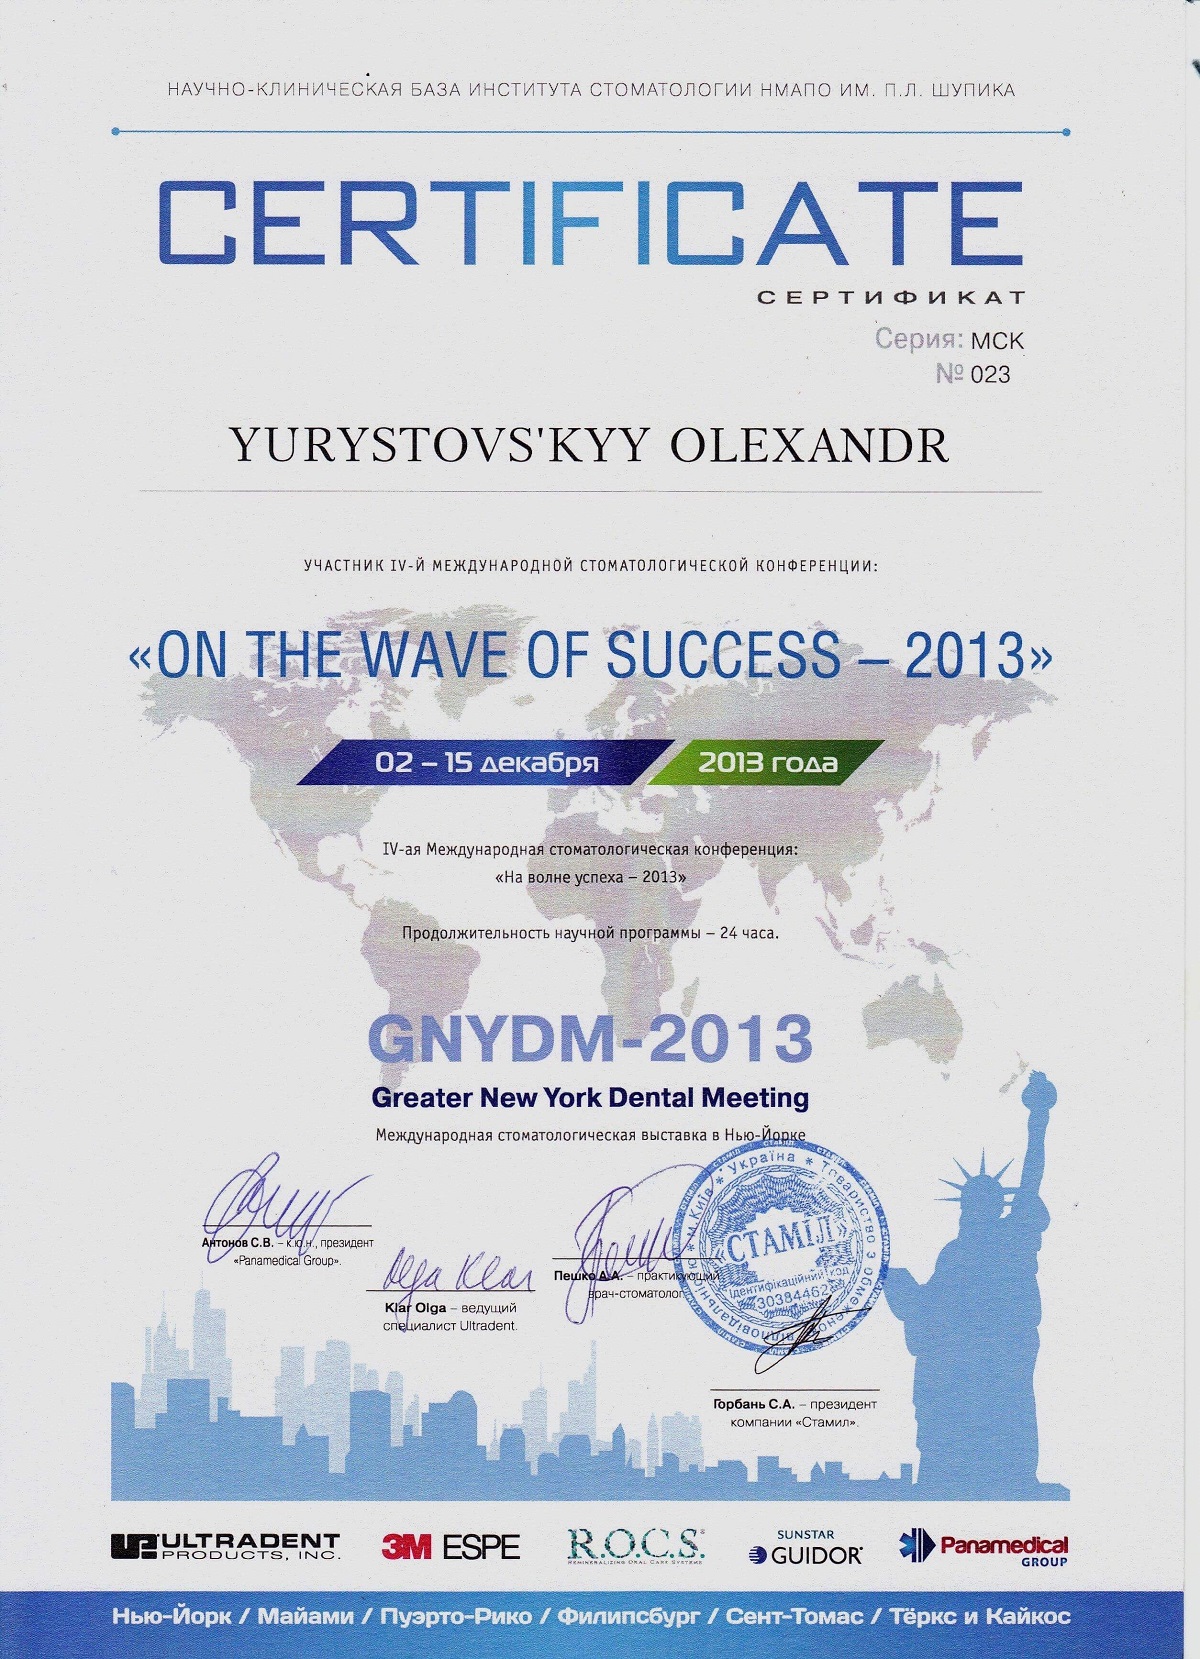 НАУЧНО-КЛИНИЧЕСКАЯ БАЗА ИНСТИТУТА СТОМАТОЛОГИИ НМАПО ИМ. П.Л. ШУПИКА
CERTIFICATE
СЕРТИФИКАТ
Серия: МСК
№ 023
YURYSTOVS'KYY OLEXANDR
УЧАСТНИК IV-Й МЕЖДУНАРОДНОЙ СТОМАТОЛОГИЧЕСКОЙ КОНФЕРЕНЦИИ:
«ON THE WAVE OF SUCCESS – 2013»
02 – 15 декабря 2013 года
IV-ая Международная стоматологическая конференция:
«На волне успеха – 2013»
Продолжительность научной программы – 24 часа.
GNYDM-2013
Greater New York Dental Meeting
Международная стоматологическая выставка в Нью-Йорке
Антонов С.В. – к.ю.н., президент
«Panamedical Group».
Olga Klar
Klar Olga – ведущий
специалист Ultradent.
Пешко А.А. – практикующий
врач-стоматолог.
м.Київ * Україна * Товариство з обмеженою відповідальністю
«СТАМІЛ»
Ідентифікаційний код
30384462
Горбань С.А. – президент
компании «Стамил».
ULTRADENT
PRODUCTS, INC.
3M ESPE
R.O.C.S.
REMINERALIZING ORAL CARE SYSTEMS
SUNSTAR
GUIDOR
Panamedical
GROUP
Нью-Йорк / Майами / Пуэрто-Рико / Филипсбург / Сент-Томас / Тёркс и Кайкос